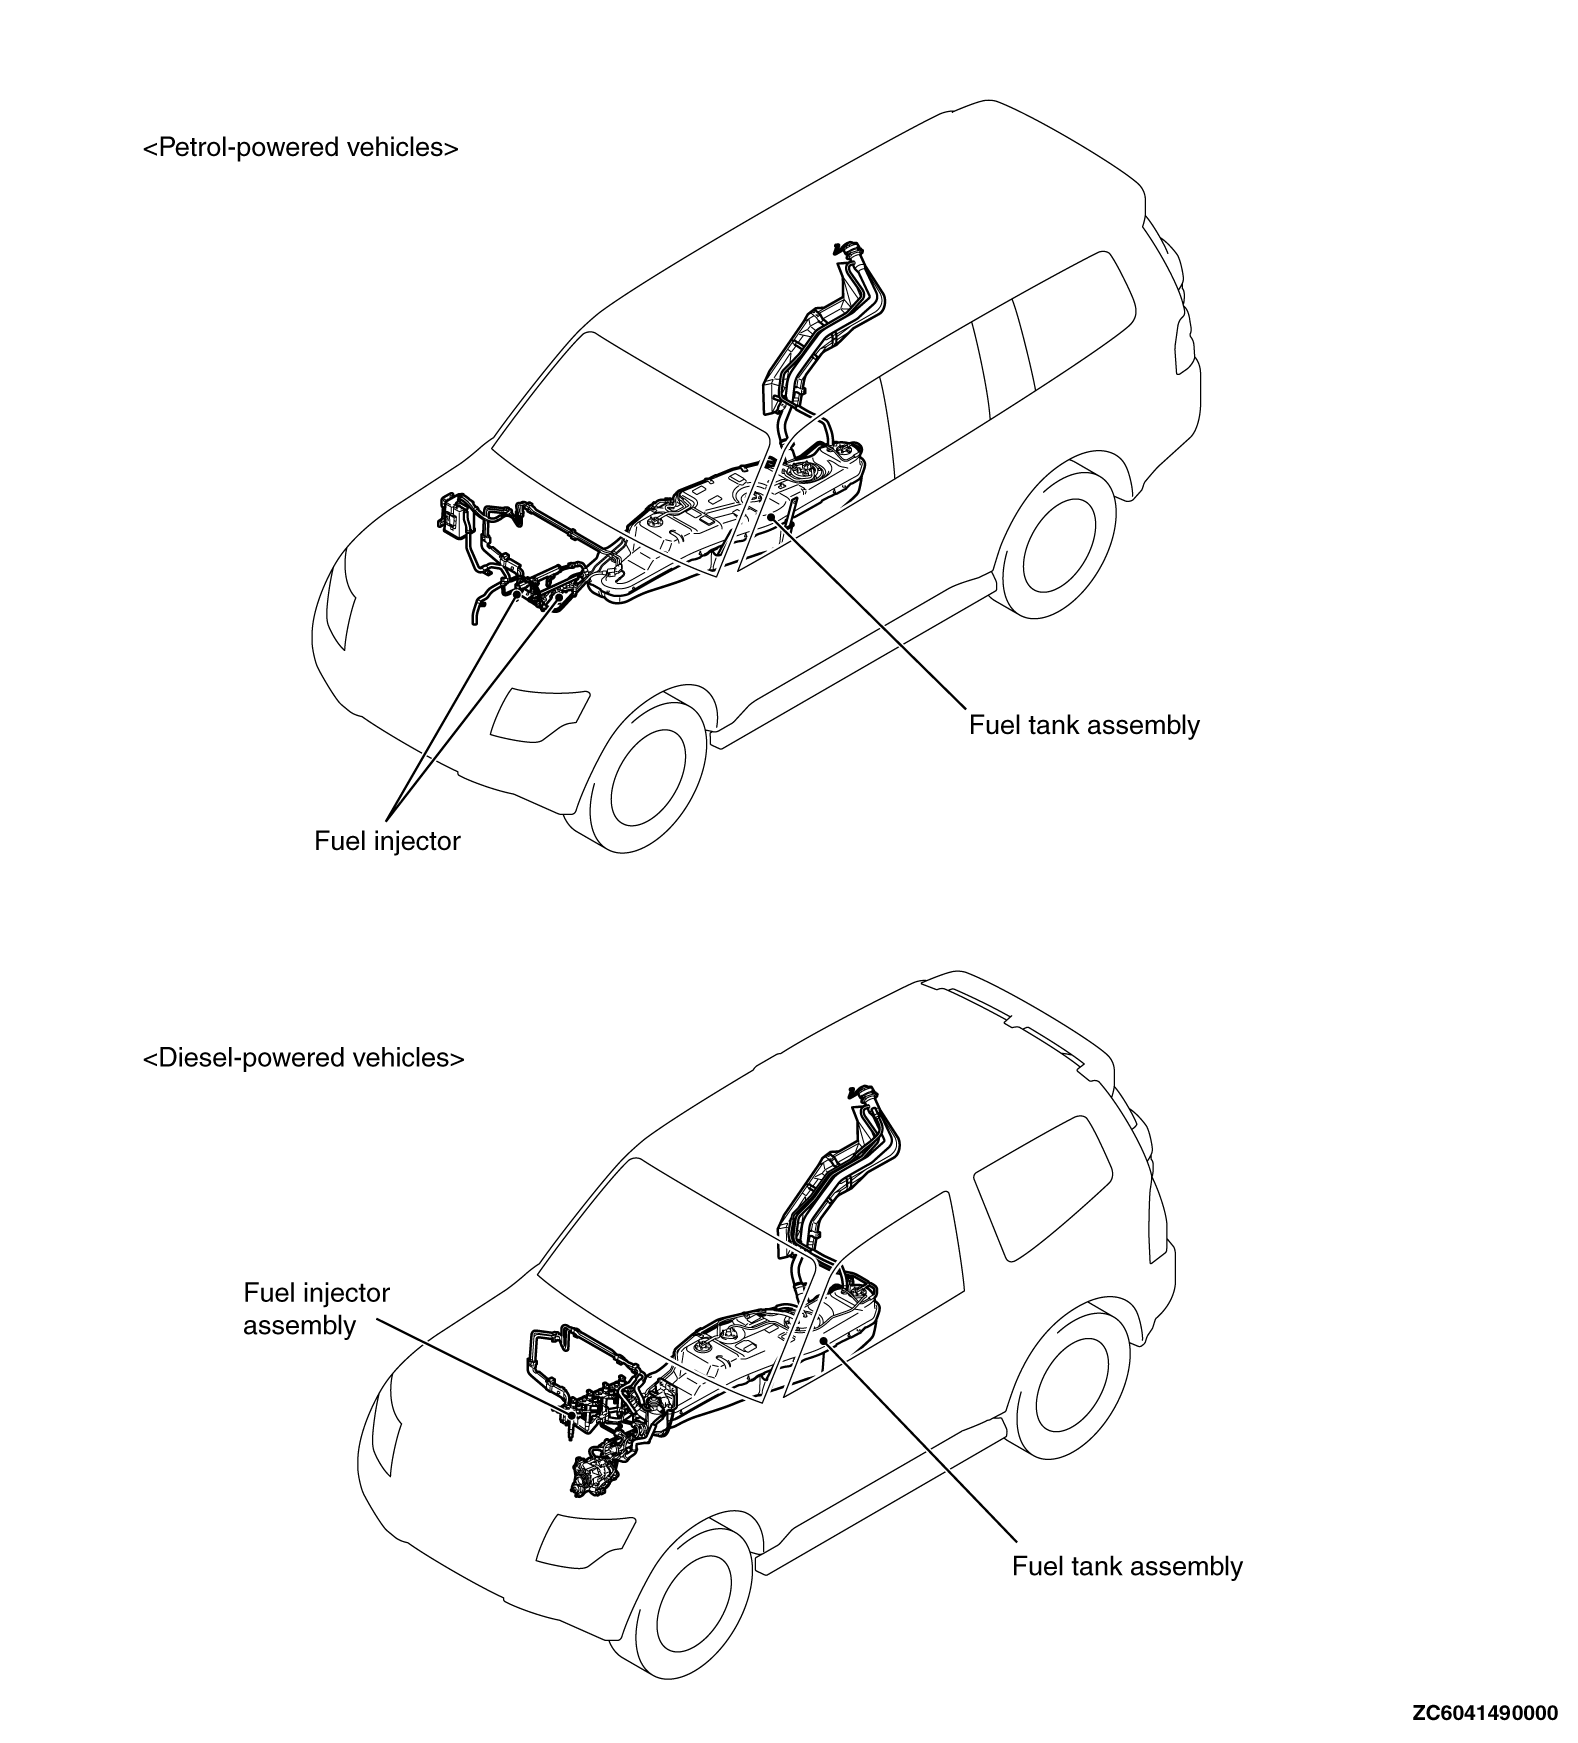 <Petrol-powered vehicles>
Fuel tank assembly
Fuel injector
<Diesel-powered vehicles>
Fuel injector
assembly
Fuel tank assembly
ZC6041490000